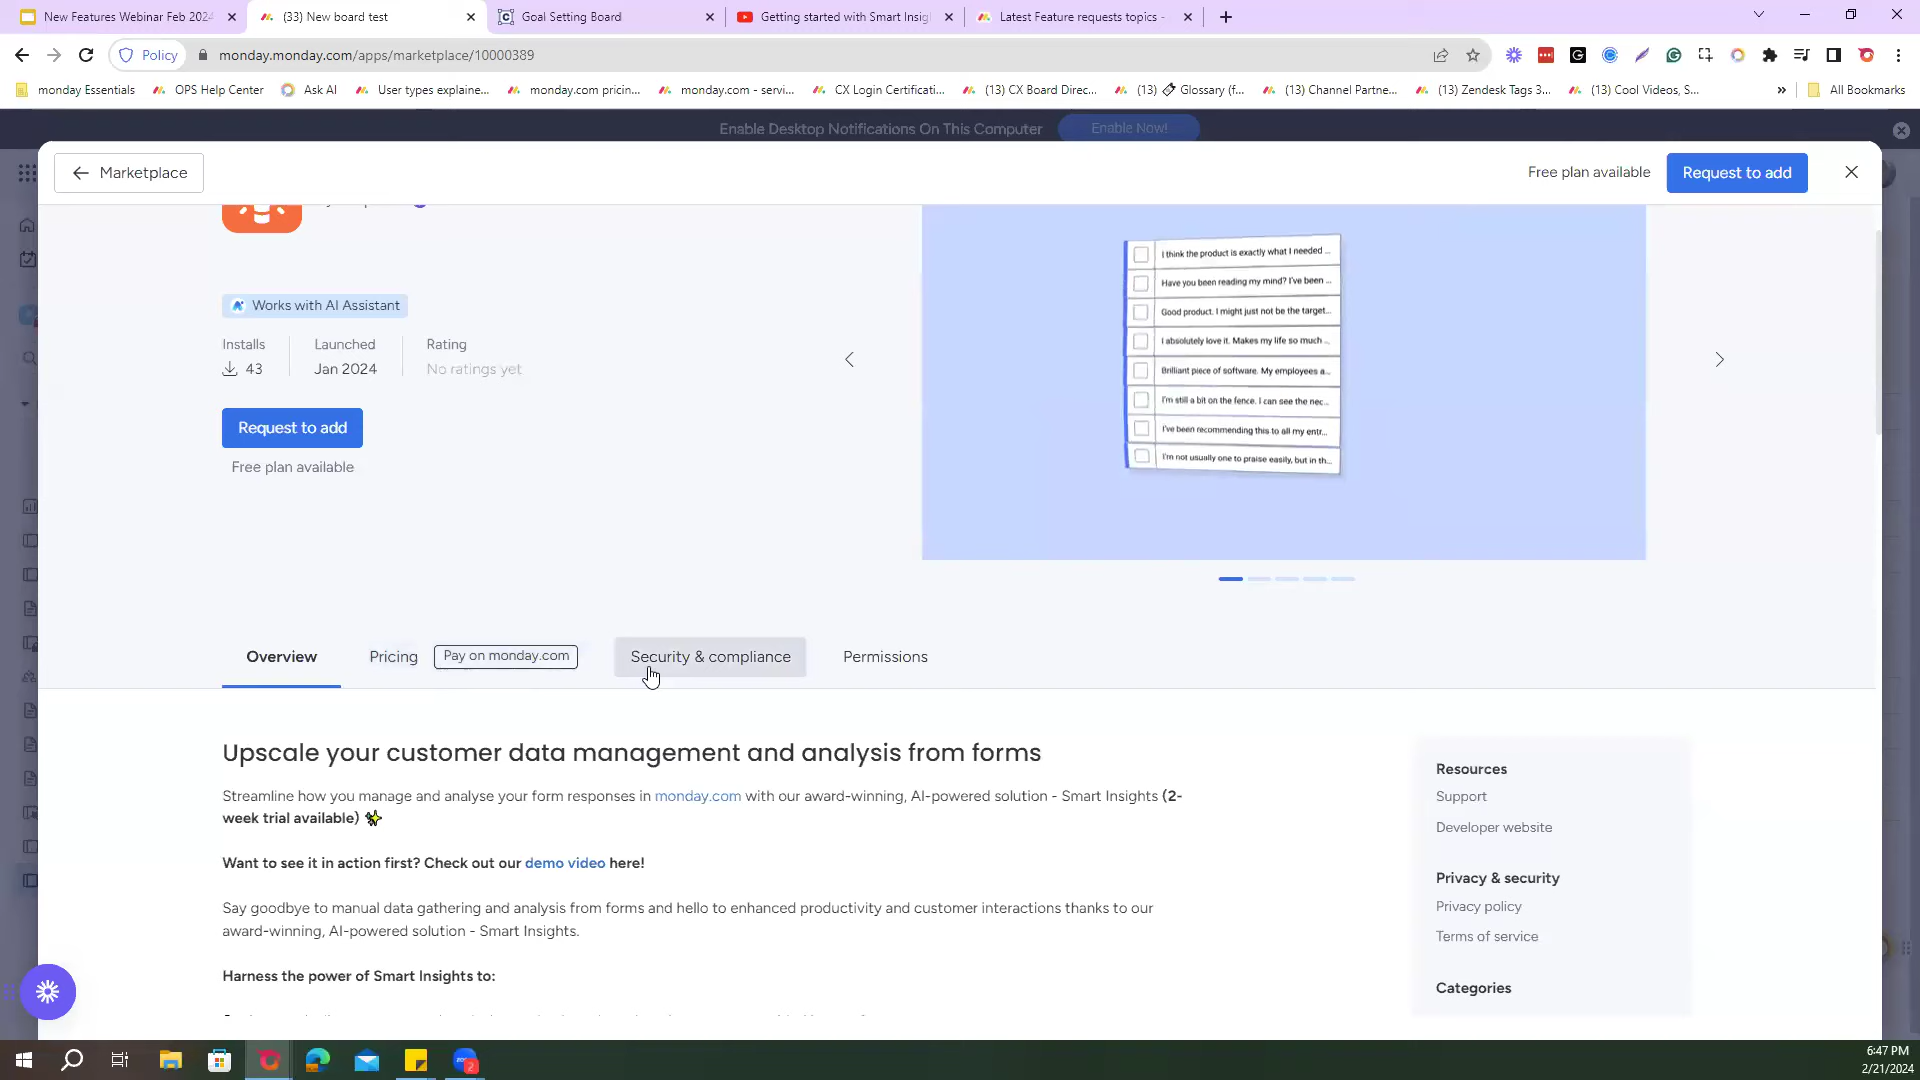 New Features Webinar Feb 2024
(33) New board test
Goal Setting Board
Getting started with Smart Insig
Latest Feature requests topics -
Policy
monday.monday.com/apps/marketplace/10000389
monday Essentials
OPS Help Center
Ask AI
User types explaine...
monday.com pricin...
monday.com - servi...
CX Login Certificati...
(13) CX Board Direc...
(13) Glossary (f...
(13) Channel Partne...
(13) Zendesk Tags 3...
(13) Cool Videos, S...
»
All Bookmarks
Enable Desktop Notifications On This Computer
Enable Now!
Marketplace
Free plan available
Request to add
Works with AI Assistant
Installs
Launched
Rating
43
Jan 2024
No ratings yet
Request to add
Free plan available
I think the product is exactly what I needed ...
Have you been reading my mind? I've been ...
Good product. I might just not be the target...
I absolutely love it. Makes my life so much ...
Brilliant piece of software. My employees a...
I'm still a bit on the fence. I can see the nec...
I've been recommending this to all my entr...
I'm not usually one to praise easily, but in th...
Overview
Pricing
Pay on monday.com
Security & compliance
Permissions
Upscale your customer data management and analysis from forms
Streamline how you manage and analyse your form responses in monday.com with our award-winning, AI-powered solution - Smart Insights (2-
week trial available) ✨
Want to see it in action first? Check out our demo video here!
Say goodbye to manual data gathering and analysis from forms and hello to enhanced productivity and customer interactions thanks to our
award-winning, AI-powered solution - Smart Insights.
Harness the power of Smart Insights to:
Resources
Support
Developer website
Privacy & security
Privacy policy
Terms of service
Categories
2
6:47 PM
2/21/2024